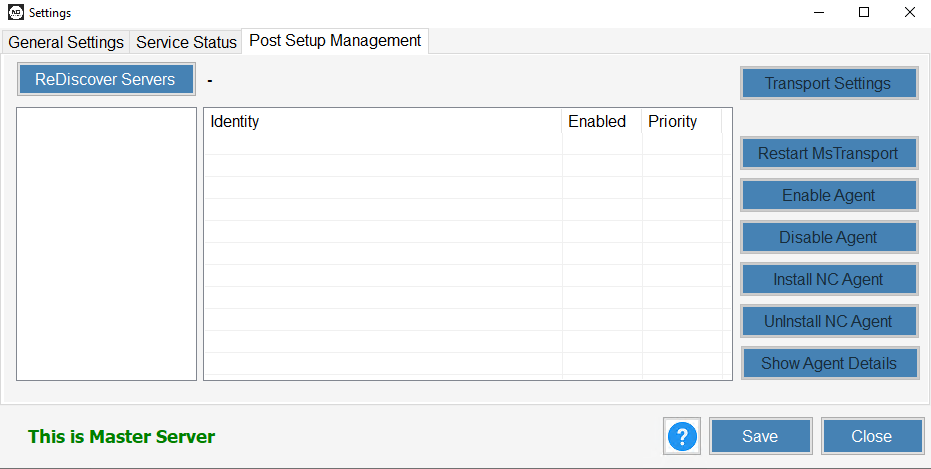 Settings
General Settings Service Status Post Setup Management
ReDiscover Servers - Transport Settings
Identity Enabled Priority
Restart MsTransport
Enable Agent
Disable Agent
Install NC Agent
UnInstall NC Agent
Show Agent Details
This is Master Server ? Save Close